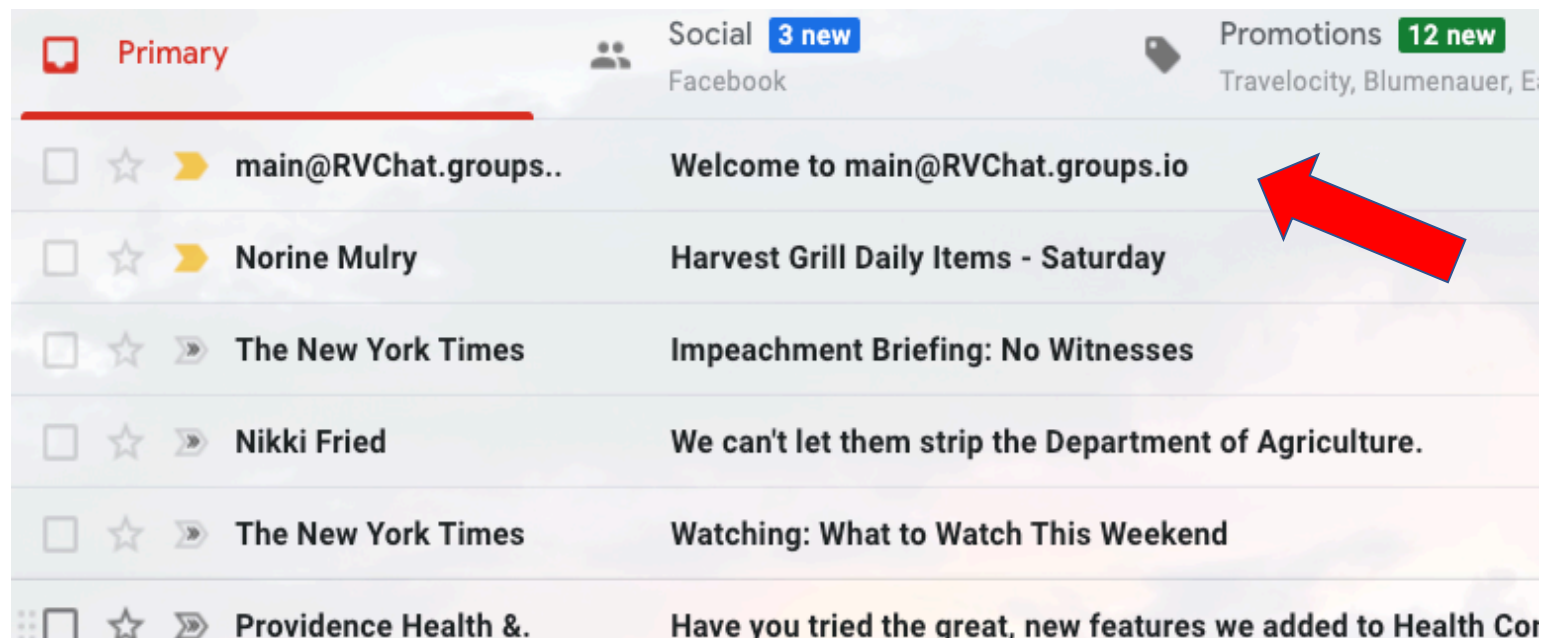 Primary
Social 3 new
Facebook
Promotions 12 new
Travelocity, Blumenauer,
main@RVChat.groups.. Welcome to main@RVChat.groups.io
Norine Mulry Harvest Grill Daily Items - Saturday
The New York Times Impeachment Briefing: No Witnesses
Nikki Fried We can't let them strip the Department of Agriculture.
The New York Times Watching: What to Watch This Weekend
Providence Health &. Have you tried the great, new features we added to Health